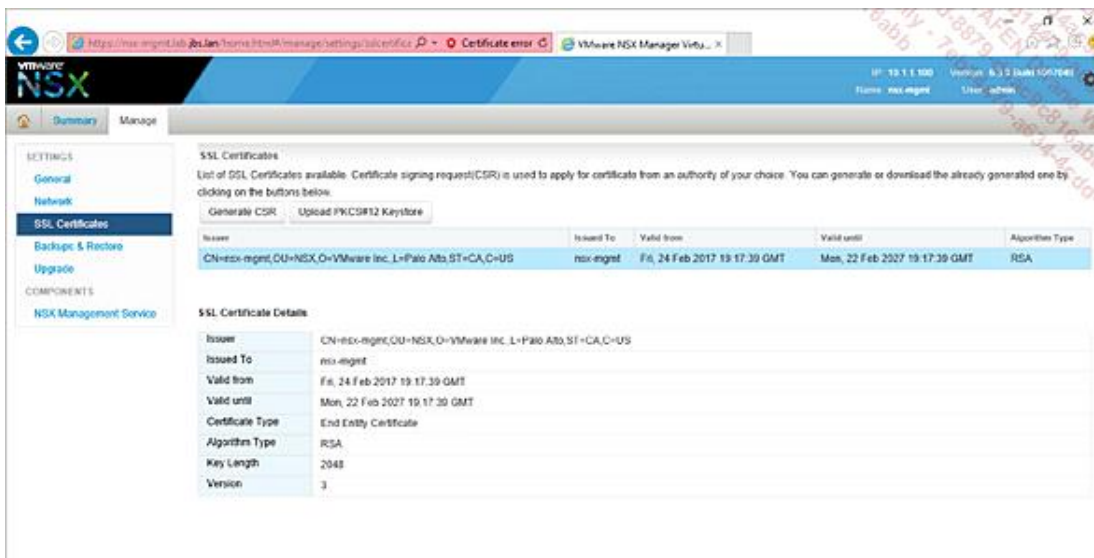 https://nsx-mgmt.lab.jbs.lan/home.html#/manage/settings/sslcertifica
Certificate error
VMware NSX Manager Virtu...
vmware
NSX
IP: 10.1.1.100
Name: nsx-mgmt
User: admin
Summary
Manage
SETTINGS
General
Network
SSL Certificates
Backups & Restore
Upgrade
COMPONENTS
NSX Management Service
SSL Certificates
List of SSL Certificates available. Certificate signing request(CSR) is used to apply for certificate from an authority of your choice. You can generate or download the already generated one by
clicking on the buttons below.
Generate CSR Upload PKCS#12 Keystore
Issuer Issued To Valid from Valid until Algorithm Type
CN=nsx-mgmt,OU=NSX,O=VMware Inc.,L=Palo Alto,ST=CA,C=US nsx-mgmt Fri, 24 Feb 2017 19:17:39 GMT Mon, 22 Feb 2027 19:17:39 GMT RSA
SSL Certificate Details
Issuer CN=nsx-mgmt,OU=NSX,O=VMware Inc.,L=Palo Alto,ST=CA,C=US
Issued To nsx-mgmt
Valid from Fri, 24 Feb 2017 19:17:39 GMT
Valid until Mon, 22 Feb 2027 19:17:39 GMT
Certificate Type End Entity Certificate
Algorithm Type RSA
Key Length 2048
Version 3